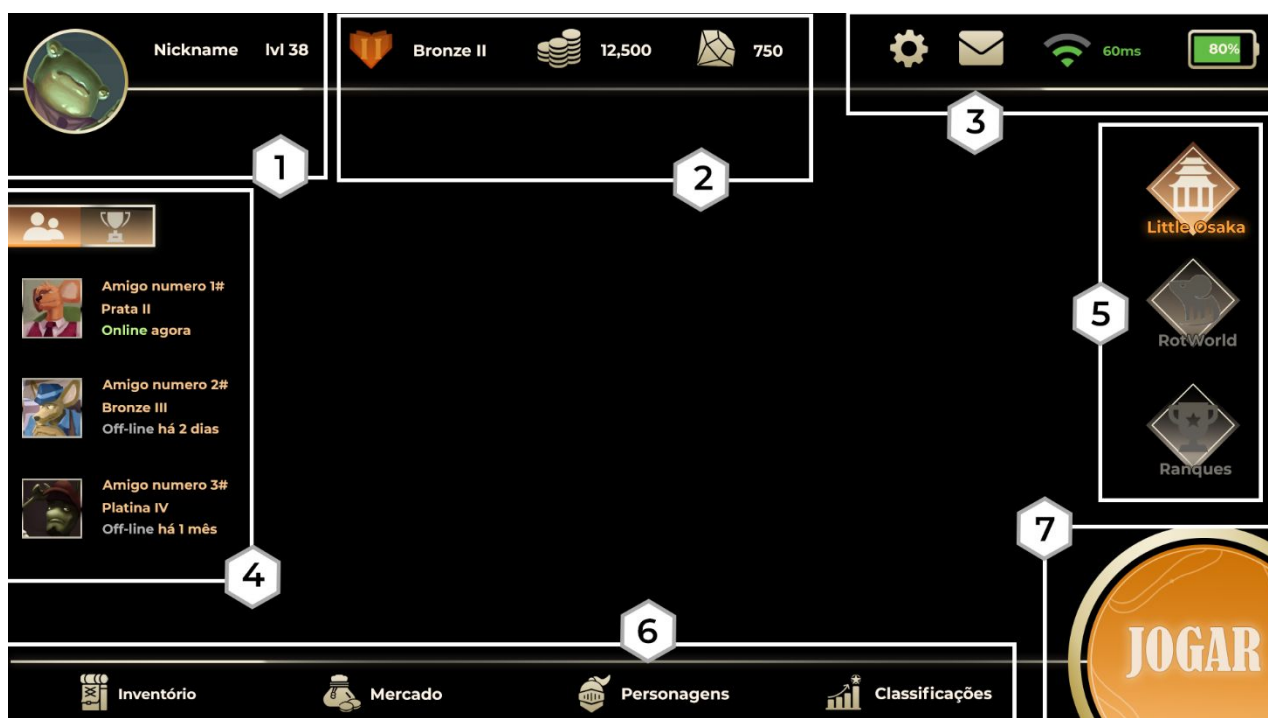 Nickname lvl 38
II Bronze II 12,500 750
60ms 80%
1
2
3
Amigo numero 1#
Prata II
Online agora
Amigo numero 2#
Bronze III
Off-line há 2 dias
Amigo numero 3#
Platina IV
Off-line há 1 mês
4
Little Osaka
RotWorld
Ranques
5
6
Inventório Mercado Personagens Classificações
7
JOGAR